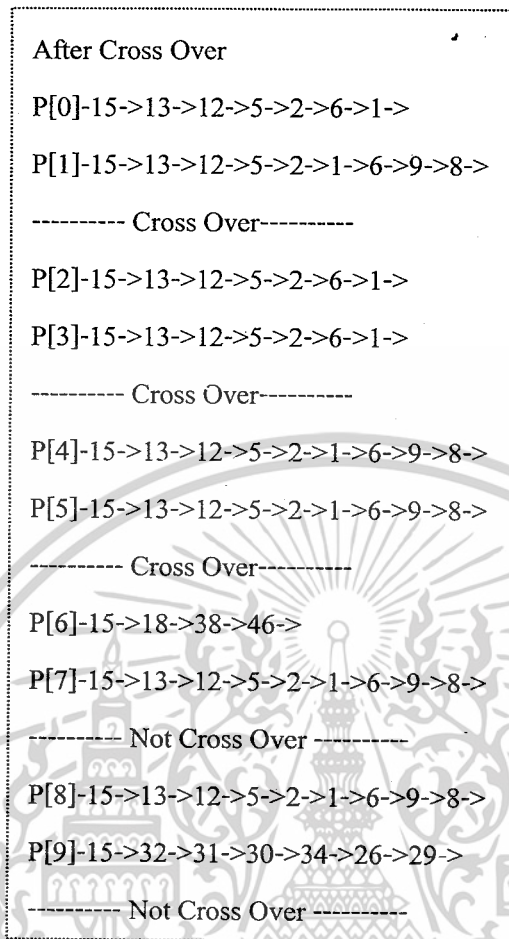 After Cross Over
P[0]-15->13->12->5->2->6->1->
P[1]-15->13->12->5->2->1->6->9->8->
---------- Cross Over----------
P[2]-15->13->12->5->2->6->1->
P[3]-15->13->12->5->2->6->1->
---------- Cross Over----------
P[4]-15->13->12->5->2->1->6->9->8->
P[5]-15->13->12->5->2->1->6->9->8->
---------- Cross Over----------
P[6]-15->18->38->46->
P[7]-15->13->12->5->2->1->6->9->8->
---------- Not Cross Over ----------
P[8]-15->13->12->5->2->1->6->9->8->
P[9]-15->32->31->30->34->26->29->
---------- Not Cross Over ----------